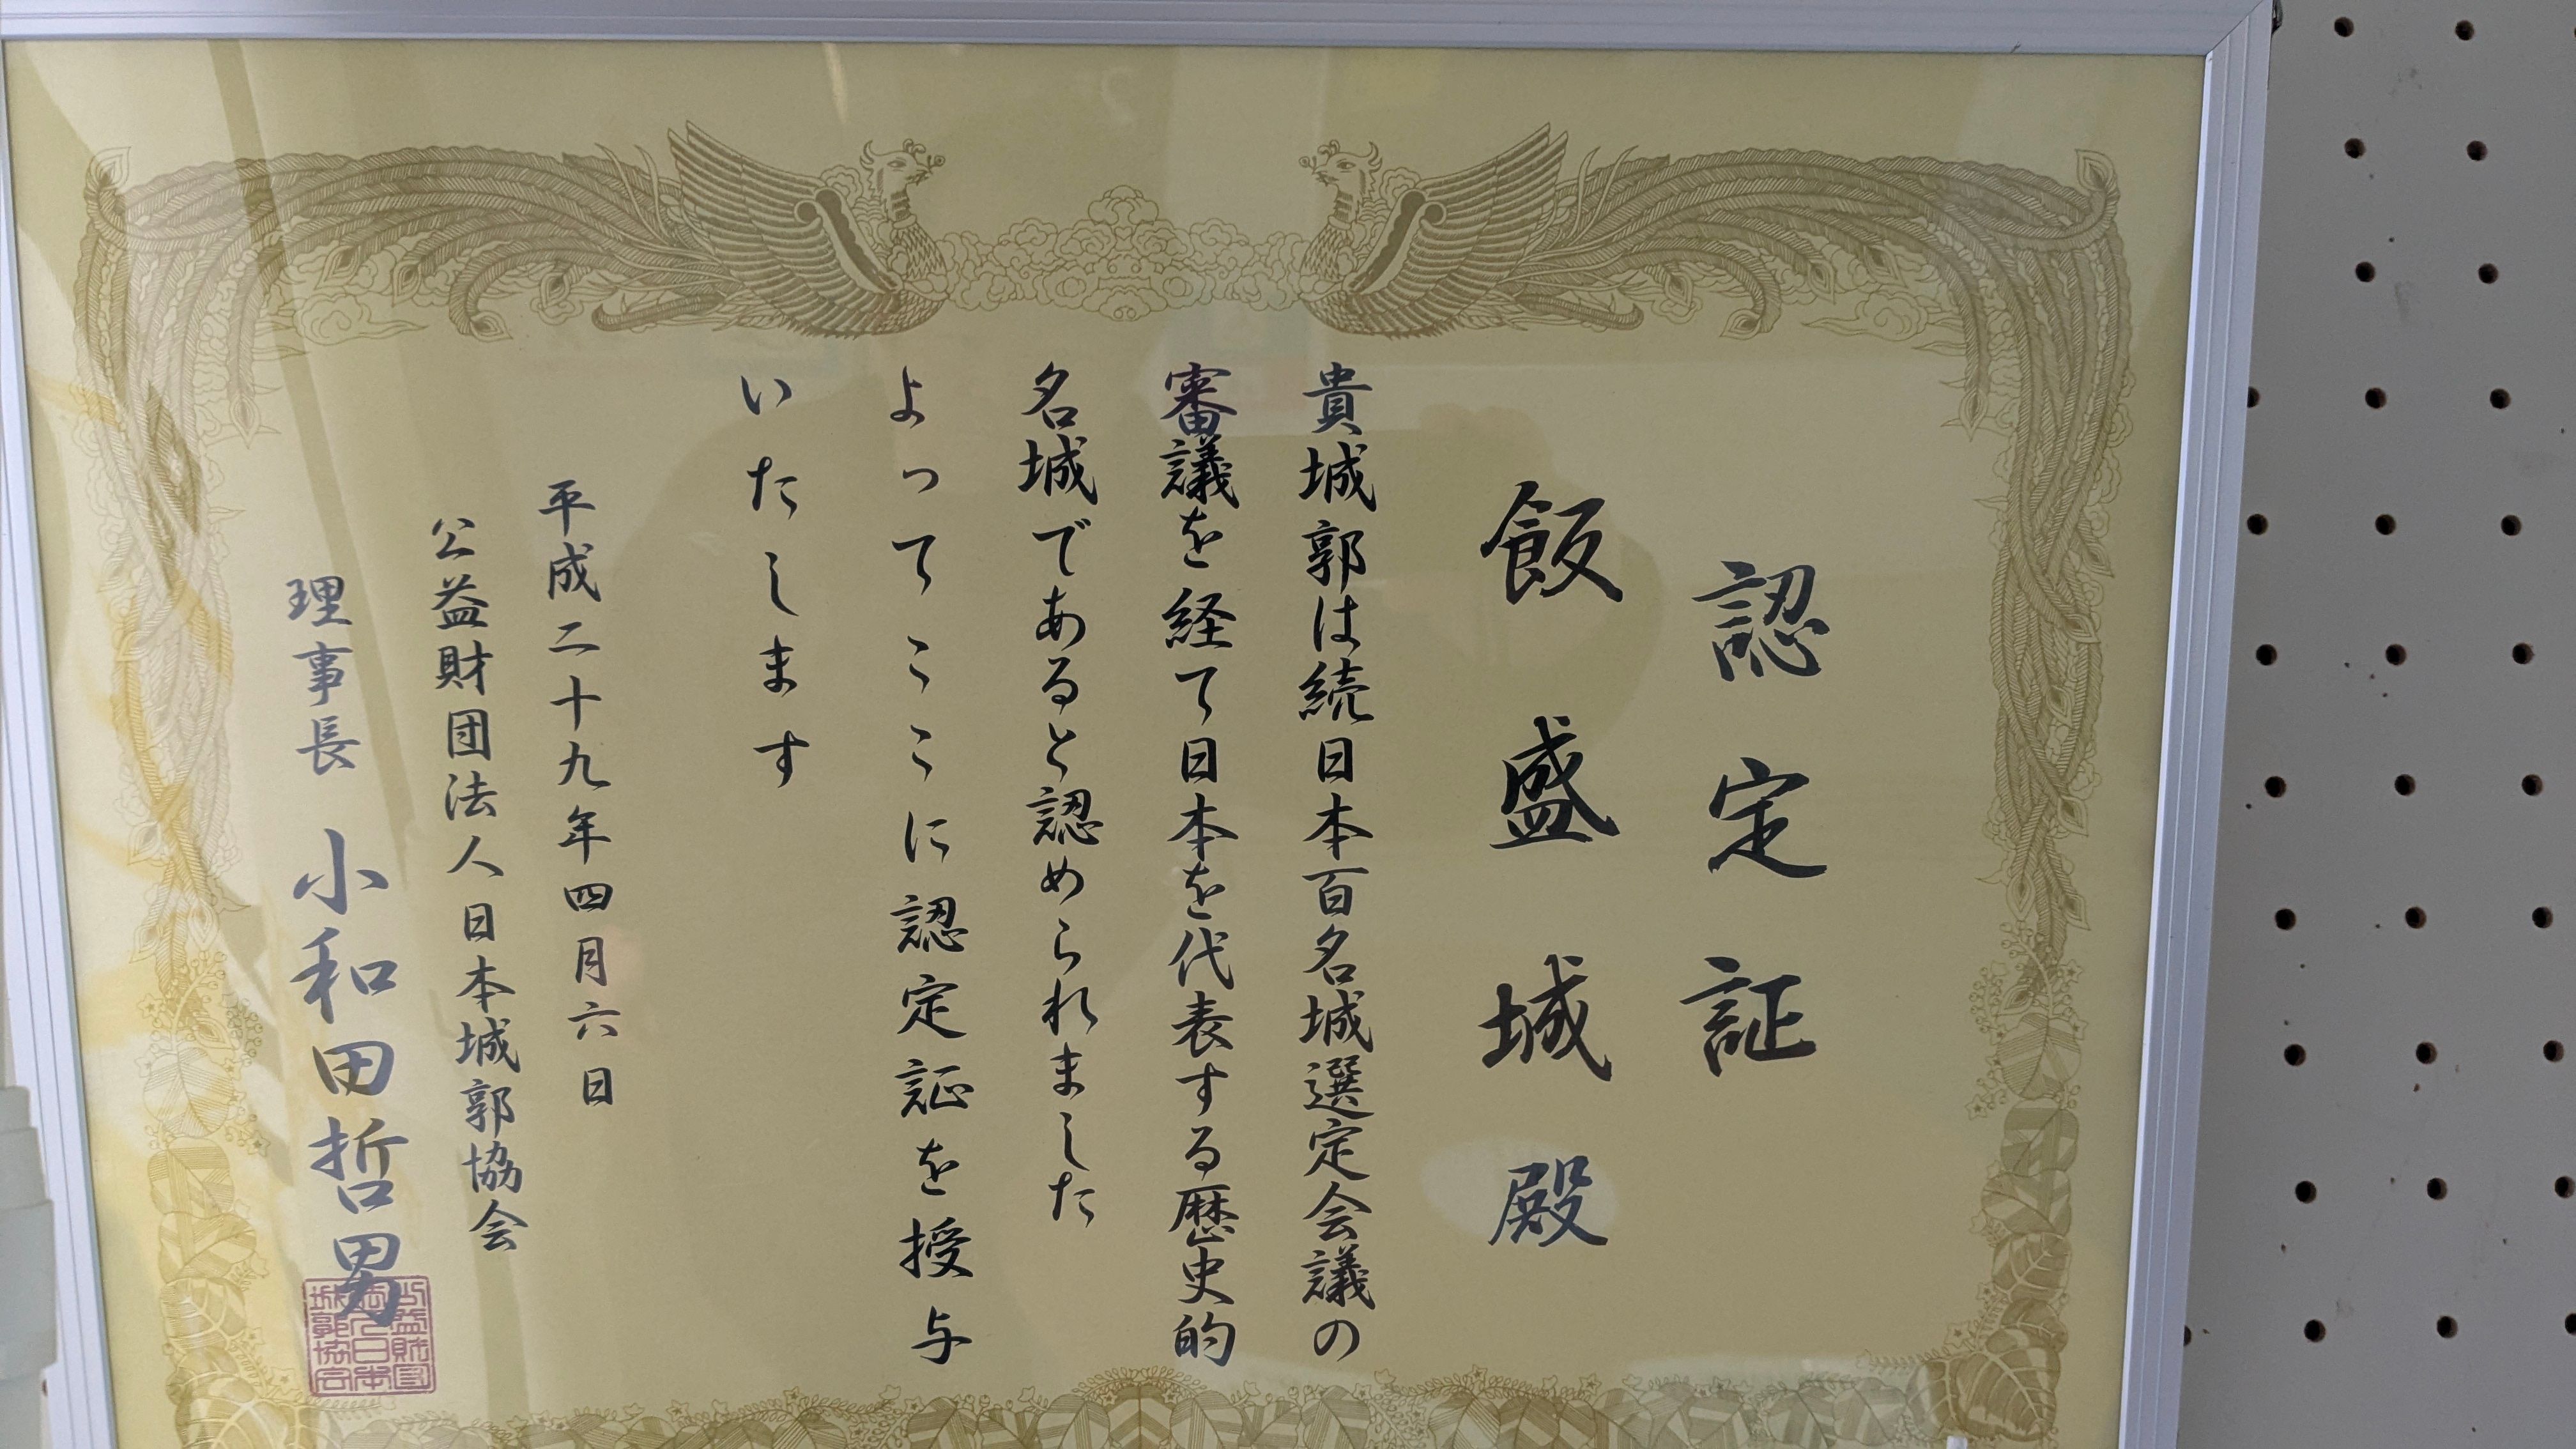 認定証
飯盛城殿
貴城郭は続日本百名城選定会議の
審議を経て日本を代表する歴史的
名城であると認められました
よってここに認定証を授与
いたします
平成二十九年四月六日
公益財団法人日本城郭協会
理事長 小和田哲男
公益財団
法人日本
城郭協会